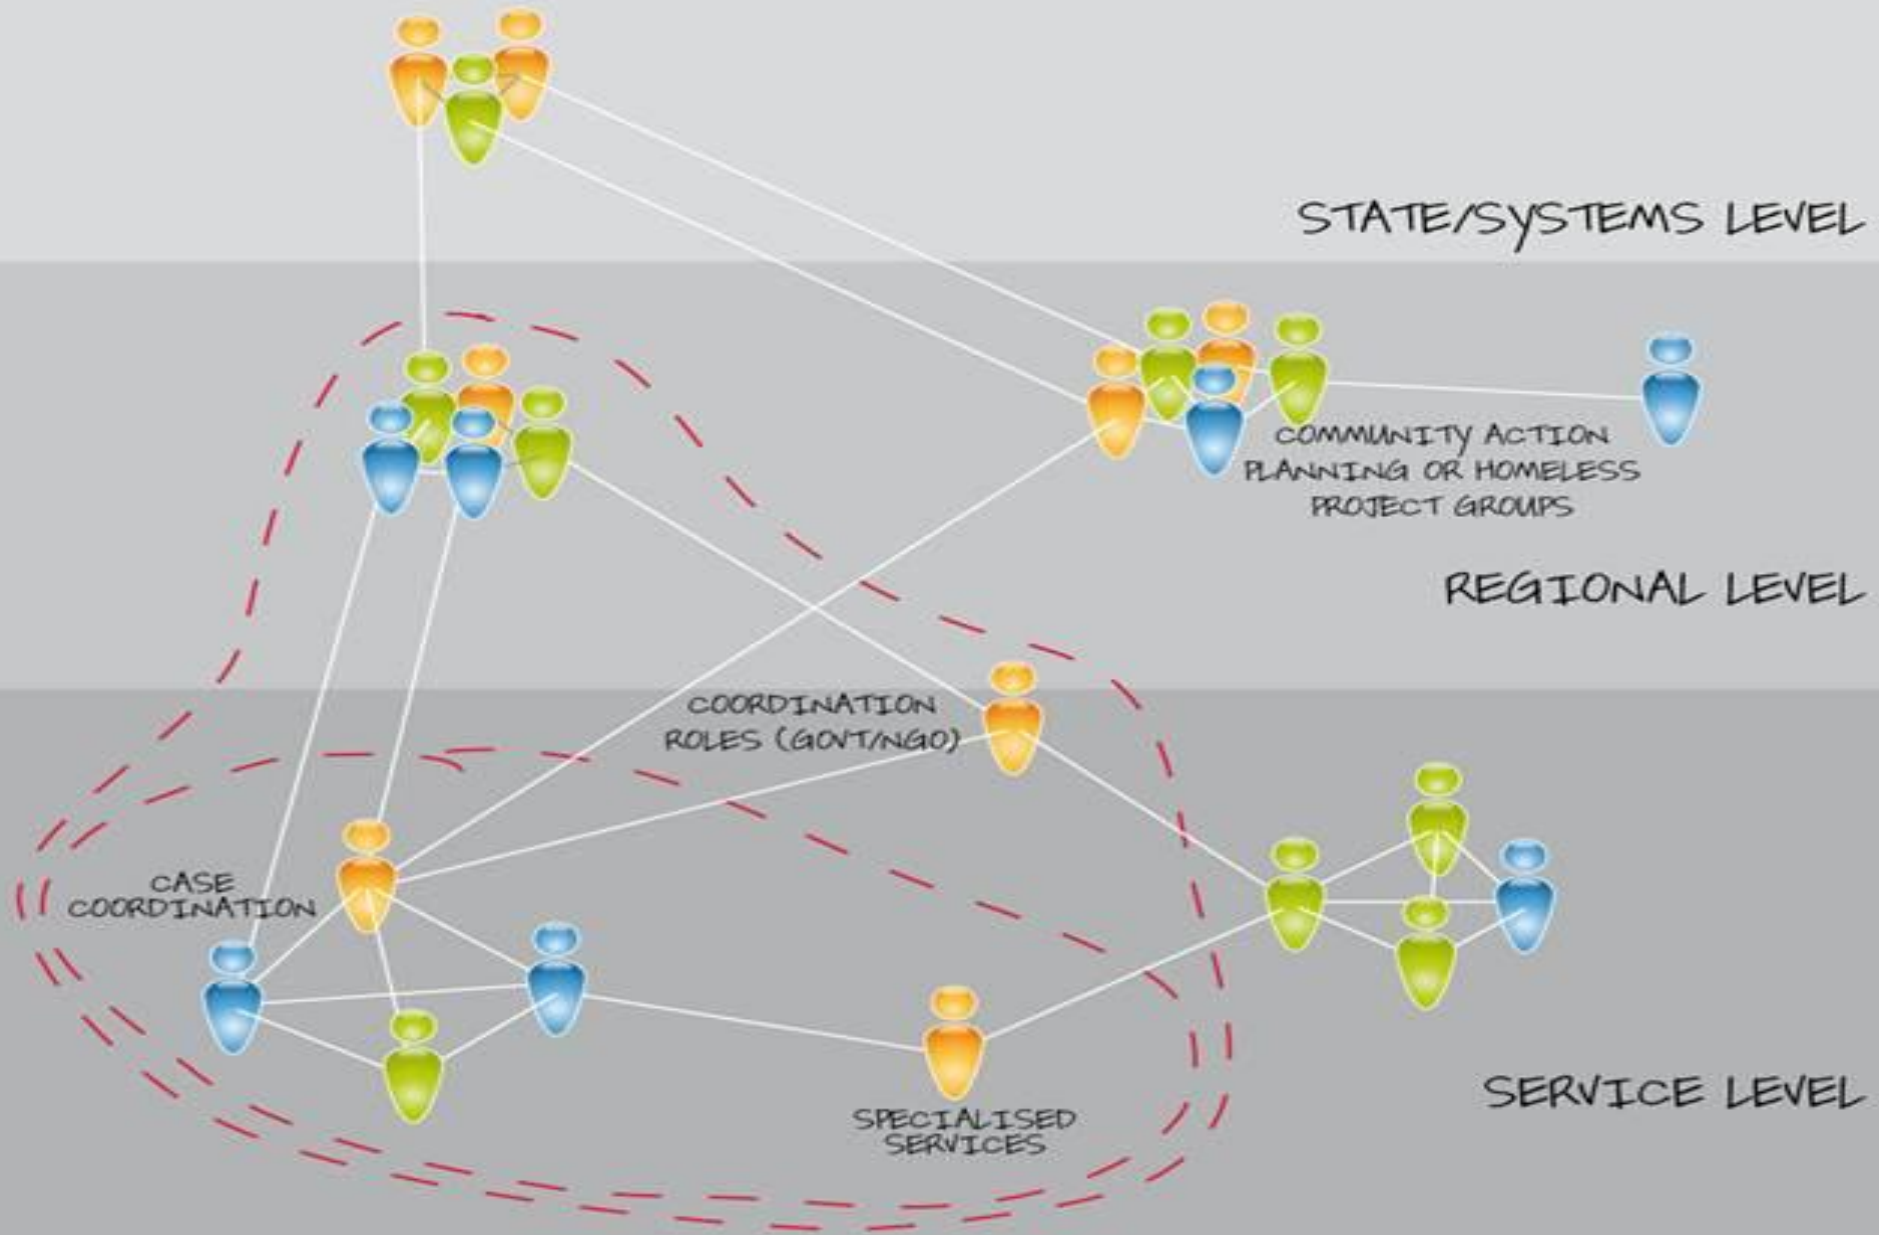 STATE/SYSTEMS LEVEL
COMMUNITY ACTION
PLANNING OR HOMELESS
PROJECT GROUPS
REGIONAL LEVEL
COORDINATION
ROLES (GOVT/NGO)
CASE
COORDINATION
SERVICE LEVEL
SPECIALISED
SERVICES